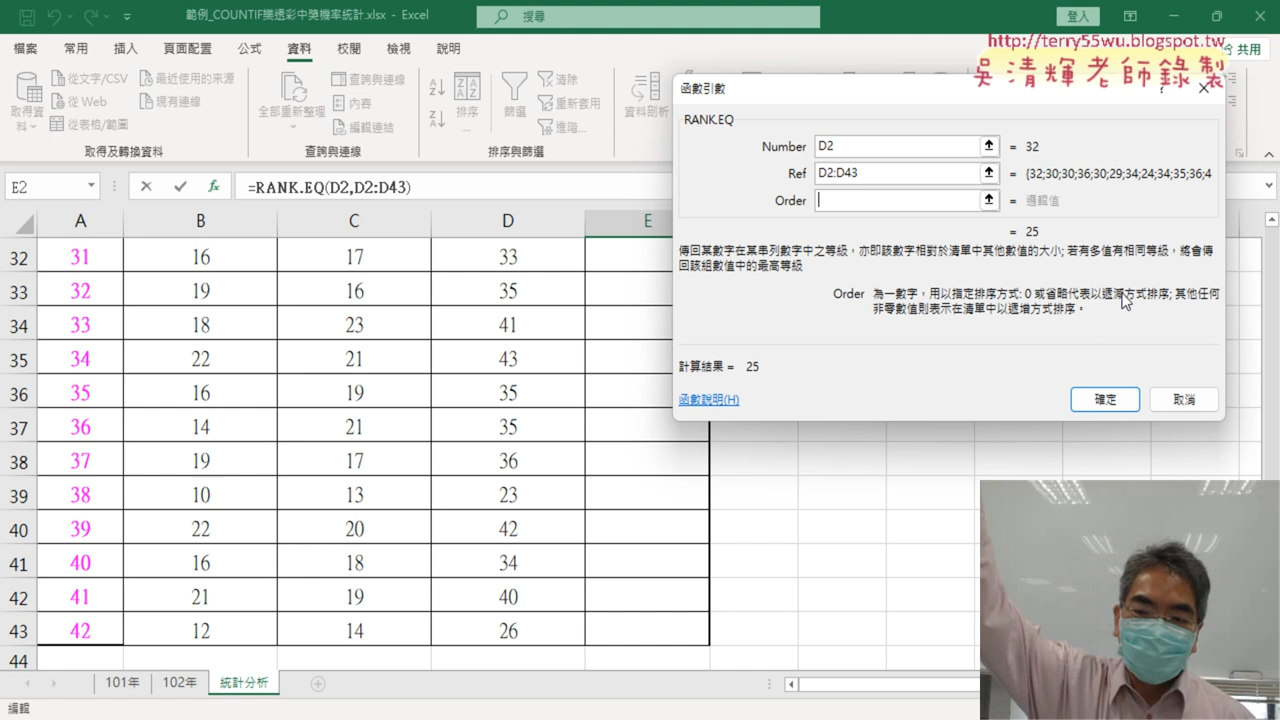 範例_COUNTIF樂透彩中獎機率統計.xlsx - Excel
搜尋
登入
http://terry55wu.blogspot.tw
吳清輝老師錄製
檔案 常用 插入 頁面配置 公式 資料 校閱 檢視 說明
共用
取得資料
從文字/CSV
從 Web
從表格/範圍
最近使用的來源
現有連線
取得及轉換資料
全部重新整理
查詢與連線
內容
編輯連結
查詢與連線
排序
篩選
清除
重新套用
進階...
排序與篩選
資料剖析
E2
=RANK.EQ(D2,D2:D43)
函數引數
RANK.EQ
Number D2 = 32
Ref D2:D43 = {32;30;30;36;30;29;34;24;34;35;36;4
Order = 邏輯值
= 25
傳回某數字在某串列數字中之等級，亦即該數字相對於清單中其他數值的大小; 若有多值有相同等級，將會傳
回該組數值中的最高等級
Order 為一數字，用以指定排序方式: 0 或省略代表以遞減方式排序; 其他任何
非零數值則表示在清單中以遞增方式排序。
計算結果 = 25
函數說明(H)
確定 取消
A B C D E
32 31 16 17 33
33 32 19 16 35
34 33 18 23 41
35 34 22 21 43
36 35 16 19 35
37 36 14 21 35
38 37 19 17 36
39 38 10 13 23
40 39 22 20 42
41 40 16 18 34
42 41 21 19 40
43 42 12 14 26
44
101年 102年 統計分析
編輯